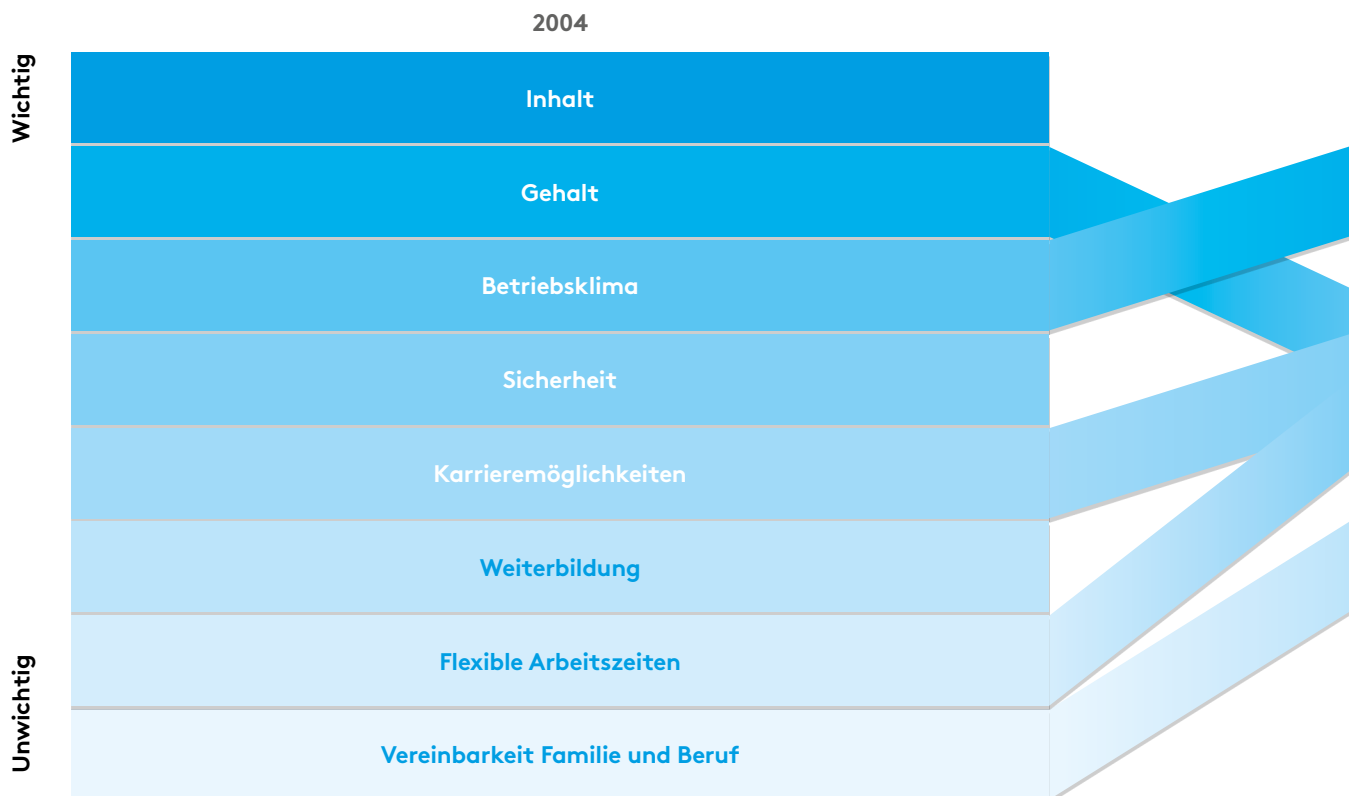 2004
Wichtig
Inhalt
Gehalt
Betriebsklima
Sicherheit
Karrieremöglichkeiten
Weiterbildung
Flexible Arbeitszeiten
Unwichtig
Vereinbarkeit Familie und Beruf